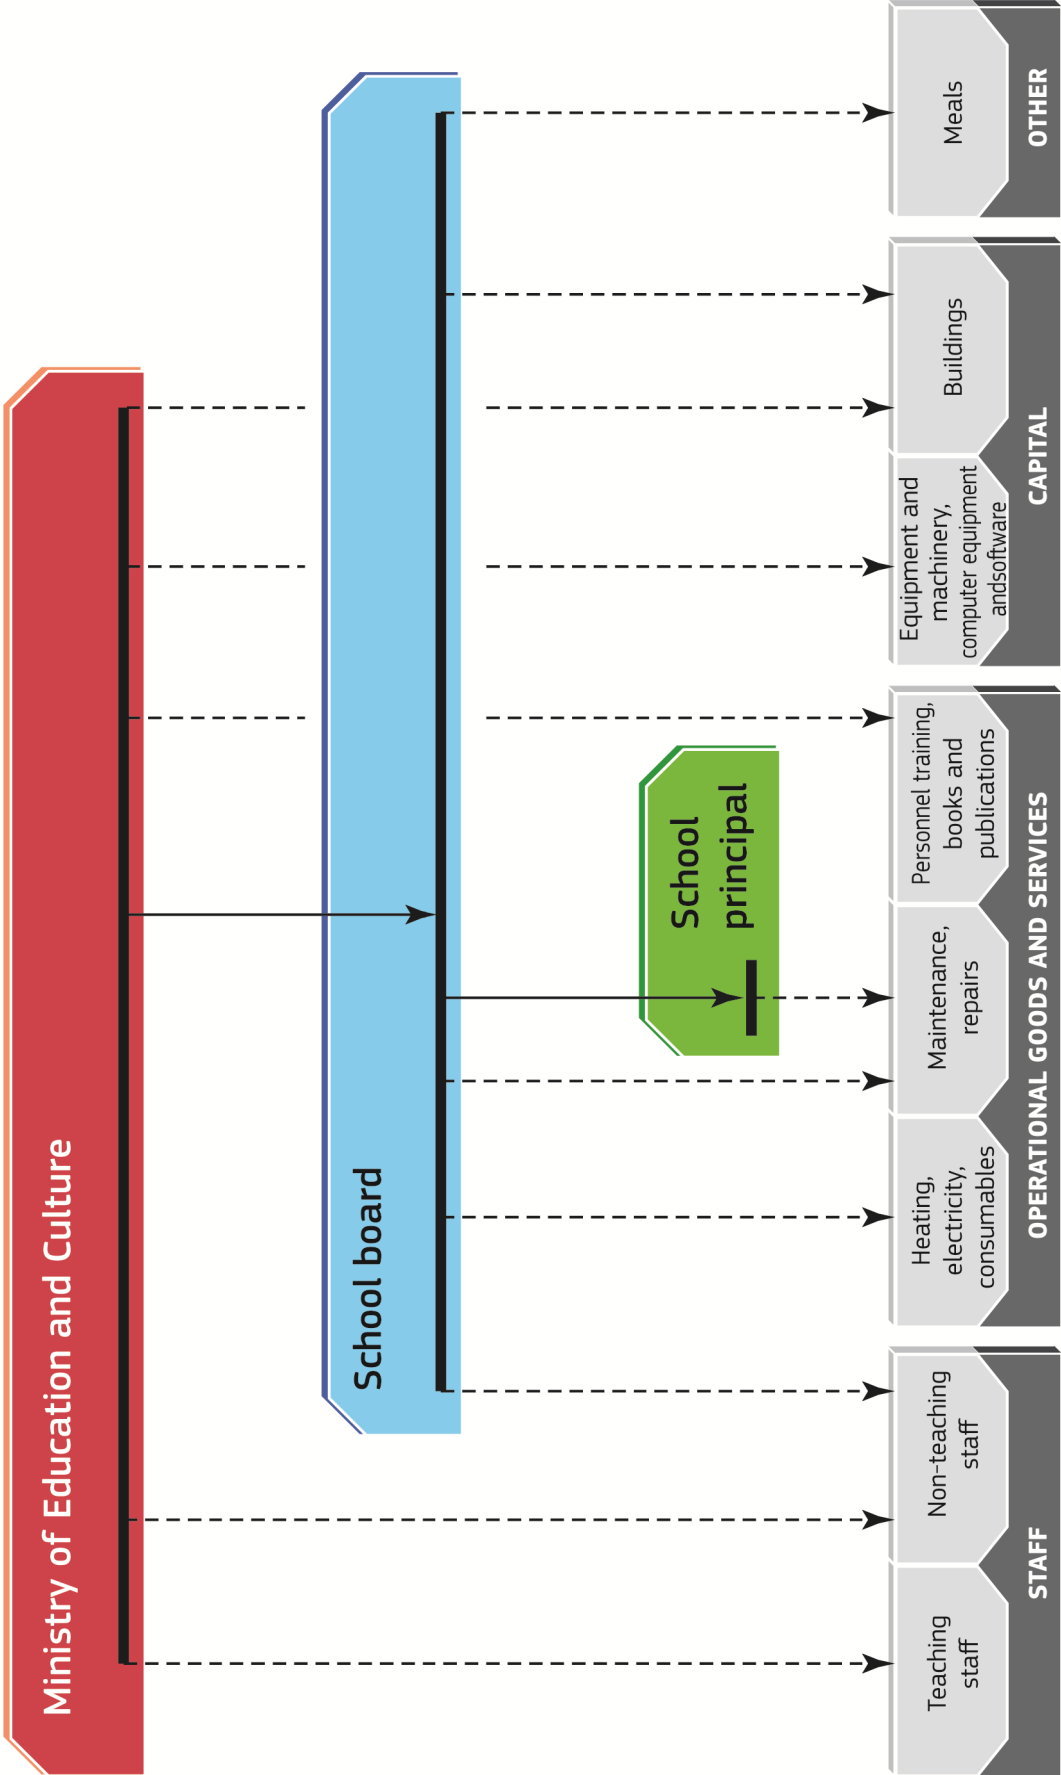 Ministry of Education and Culture
School board
School
principal
Teaching
staff
Non-teaching
staff
Heating,
electricity,
consumables
Maintenance,
repairs
Personnel training,
books and
publications
Equipment and
machinery,
computer equipment
andsoftware
Buildings
Meals
STAFF
OPERATIONAL GOODS AND SERVICES
CAPITAL
OTHER